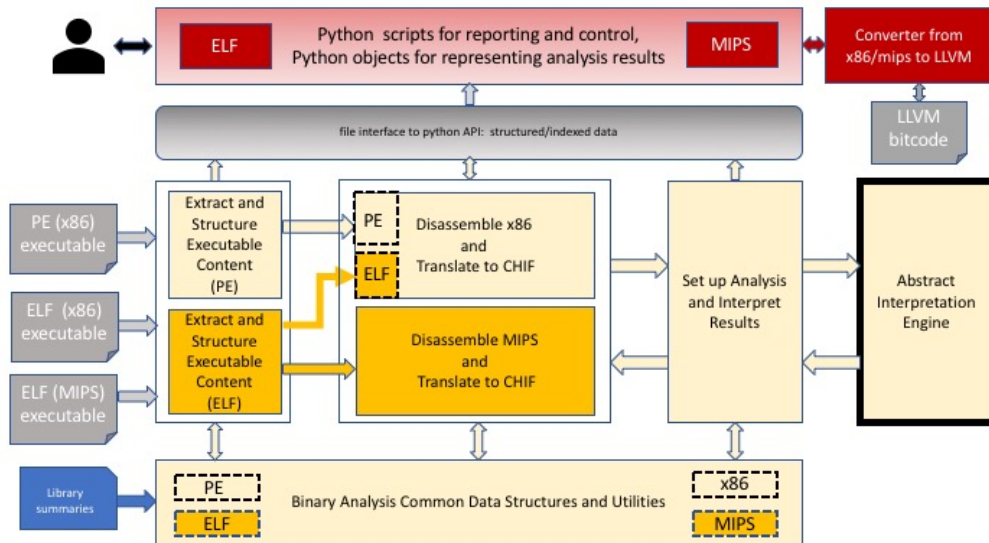 ELF
Python scripts for reporting and control,
Python objects for representing analysis results
MIPS
Converter from
x86/mips to LLVM
file interface to python API: structured/indexed data
LLVM
bitcode
PE (x86)
executable
ELF (x86)
executable
ELF (MIPS)
executable
Extract and
Structure
Executable
Content
(PE)
Extract and
Structure
Executable
Content
(ELF)
PE
ELF
Disassemble x86
and
Translate to CHIF
Disassemble MIPS
and
Translate to CHIF
Set up Analysis
and Interpret
Results
Abstract
Interpretation
Engine
Library
summaries
PE
ELF
Binary Analysis Common Data Structures and Utilities
x86
MIPS